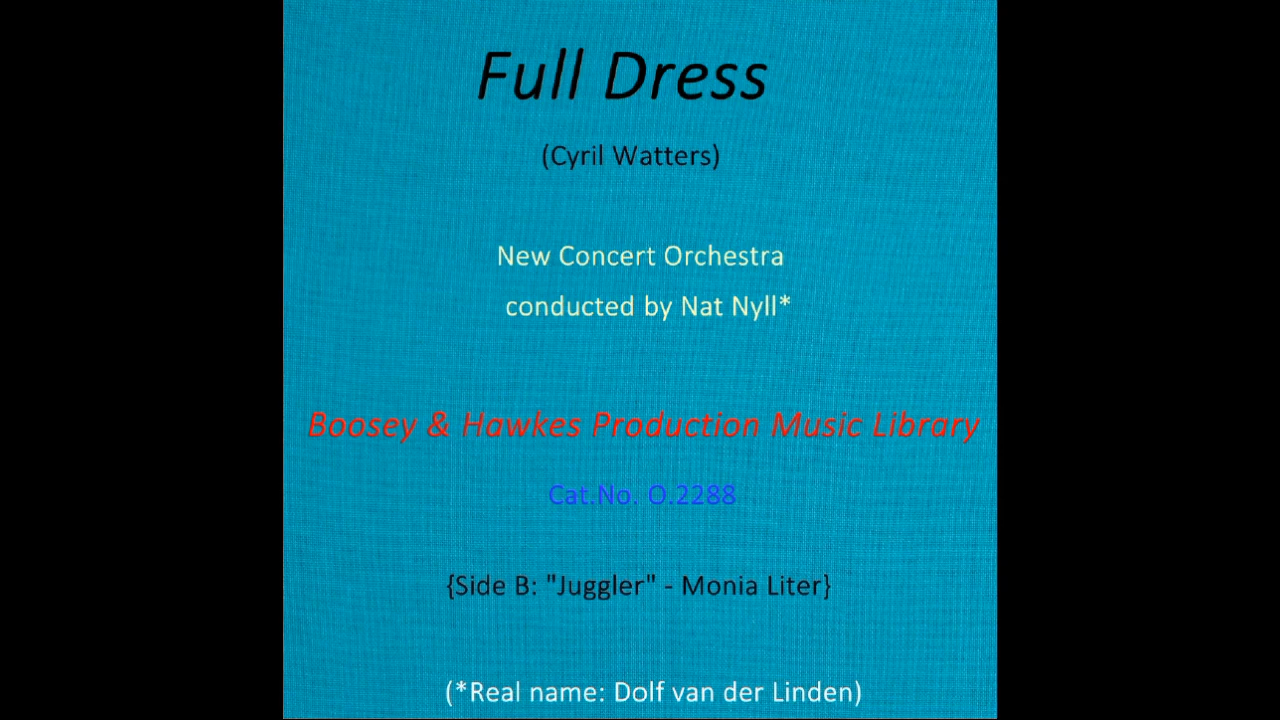 Full Dress
(Cyril Watters)
New Concert Orchestra
conducted by Nat Nyll*
Boosey & Hawkes Production Music Library
Cat.No. O.2288
{Side B: "Juggler" - Monia Liter}
(*Real name: Dolf van der Linden)